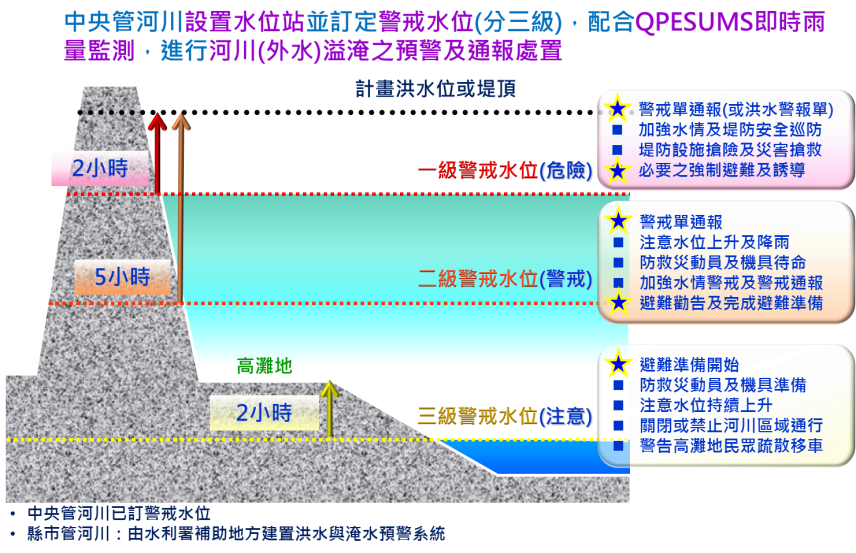 中央管河川設置水位站並訂定警戒水位(分三級)，配合QPESUMS即時雨
量監測，進行河川(外水)溢淹之預警及通報處置
計畫洪水位或堤頂
2小時
一級警戒水位(危險)
★ 警戒單通報(或洪水警報單)
■ 加強水情及堤防安全巡防
■ 堤防設施搶險及災害搶救
★ 必要之強制避難及誘導
5小時
二級警戒水位(警戒)
★ 警戒單通報
■ 注意水位上升及降雨
■ 防救災動員及機具待命
■ 加強水情警戒及警戒通報
★ 避難勸告及完成避難準備
高灘地
2小時
三級警戒水位(注意)
★ 避難準備開始
■ 防救災動員及機具準備
■ 注意水位持續上升
■ 關閉或禁止河川區域通行
■ 警告高灘地民眾疏散移車
• 中央管河川已訂警戒水位
• 縣市管河川：由水利署補助地方建置洪水與淹水預警系統